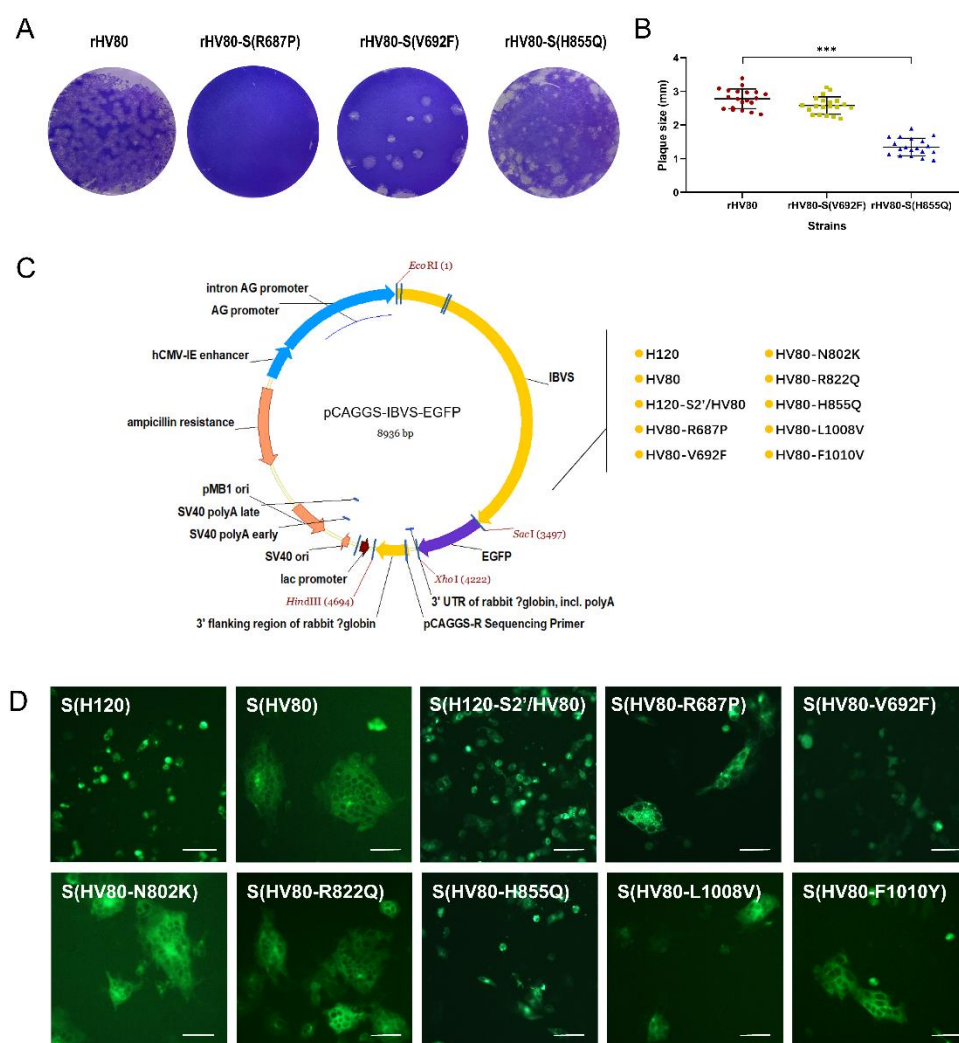 A
rHV80
rHV80-S(R687P)
rHV80-S(V692F)
rHV80-S(H855Q)
B
***
Plaque size (mm)
4
3
2
1
0
rHV80
rHV80-S(V692F)
rHV80-S(H855Q)
Strains
C
EcoRI (1)
intron AG promoter
AG promoter
hCMV-IE enhancer
IBVS
ampicillin resistance
pCAGGS-IBVS-EGFP
8936 bp
pMB1 ori
SV40 polyA late
SV40 polyA early
SV40 ori
lac promoter
HindIII (4694)
3' flanking region of rabbit ?globin
SacI (3497)
EGFP
XhoI (4222)
3' UTR of rabbit ?globin, incl. polyA
pCAGGS-R Sequencing Primer
H120
HV80
H120-S2'/HV80
HV80-R687P
HV80-V692F
HV80-N802K
HV80-R822Q
HV80-H855Q
HV80-L1008V
HV80-F1010V
D
S(H120)
S(HV80)
S(H120-S2'/HV80)
S(HV80-R687P)
S(HV80-V692F)
S(HV80-N802K)
S(HV80-R822Q)
S(HV80-H855Q)
S(HV80-L1008V)
S(HV80-F1010Y)